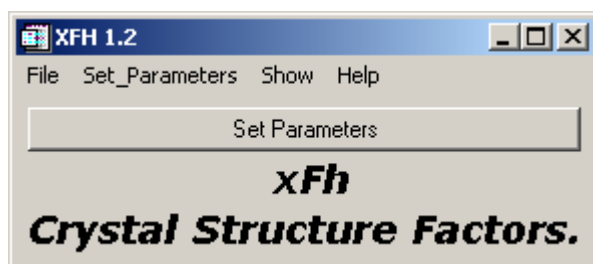 XFH 1.2
File Set_Parameters Show Help
Set Parameters
xFh
Crystal Structure Factors.